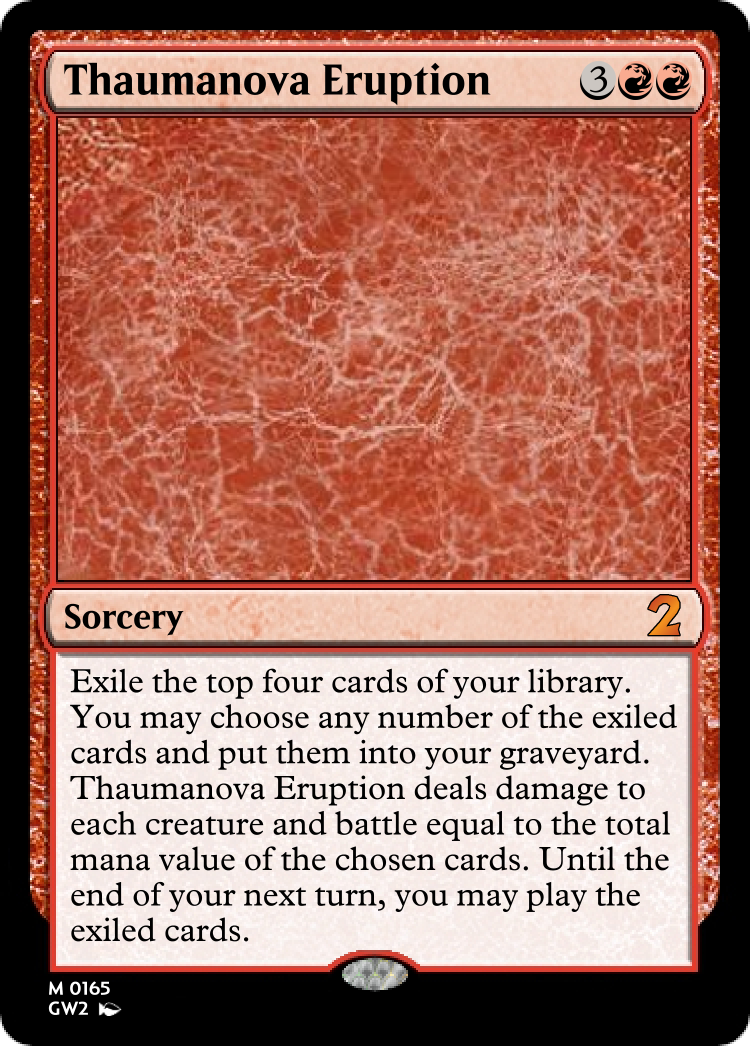 Thaumanova Eruption 3
Sorcery 2
Exile the top four cards of your library.
You may choose any number of the exiled
cards and put them into your graveyard.
Thaumanova Eruption deals damage to
each creature and battle equal to the total
mana value of the chosen cards. Until the
end of your next turn, you may play the
exiled cards.
M 0165
GW2